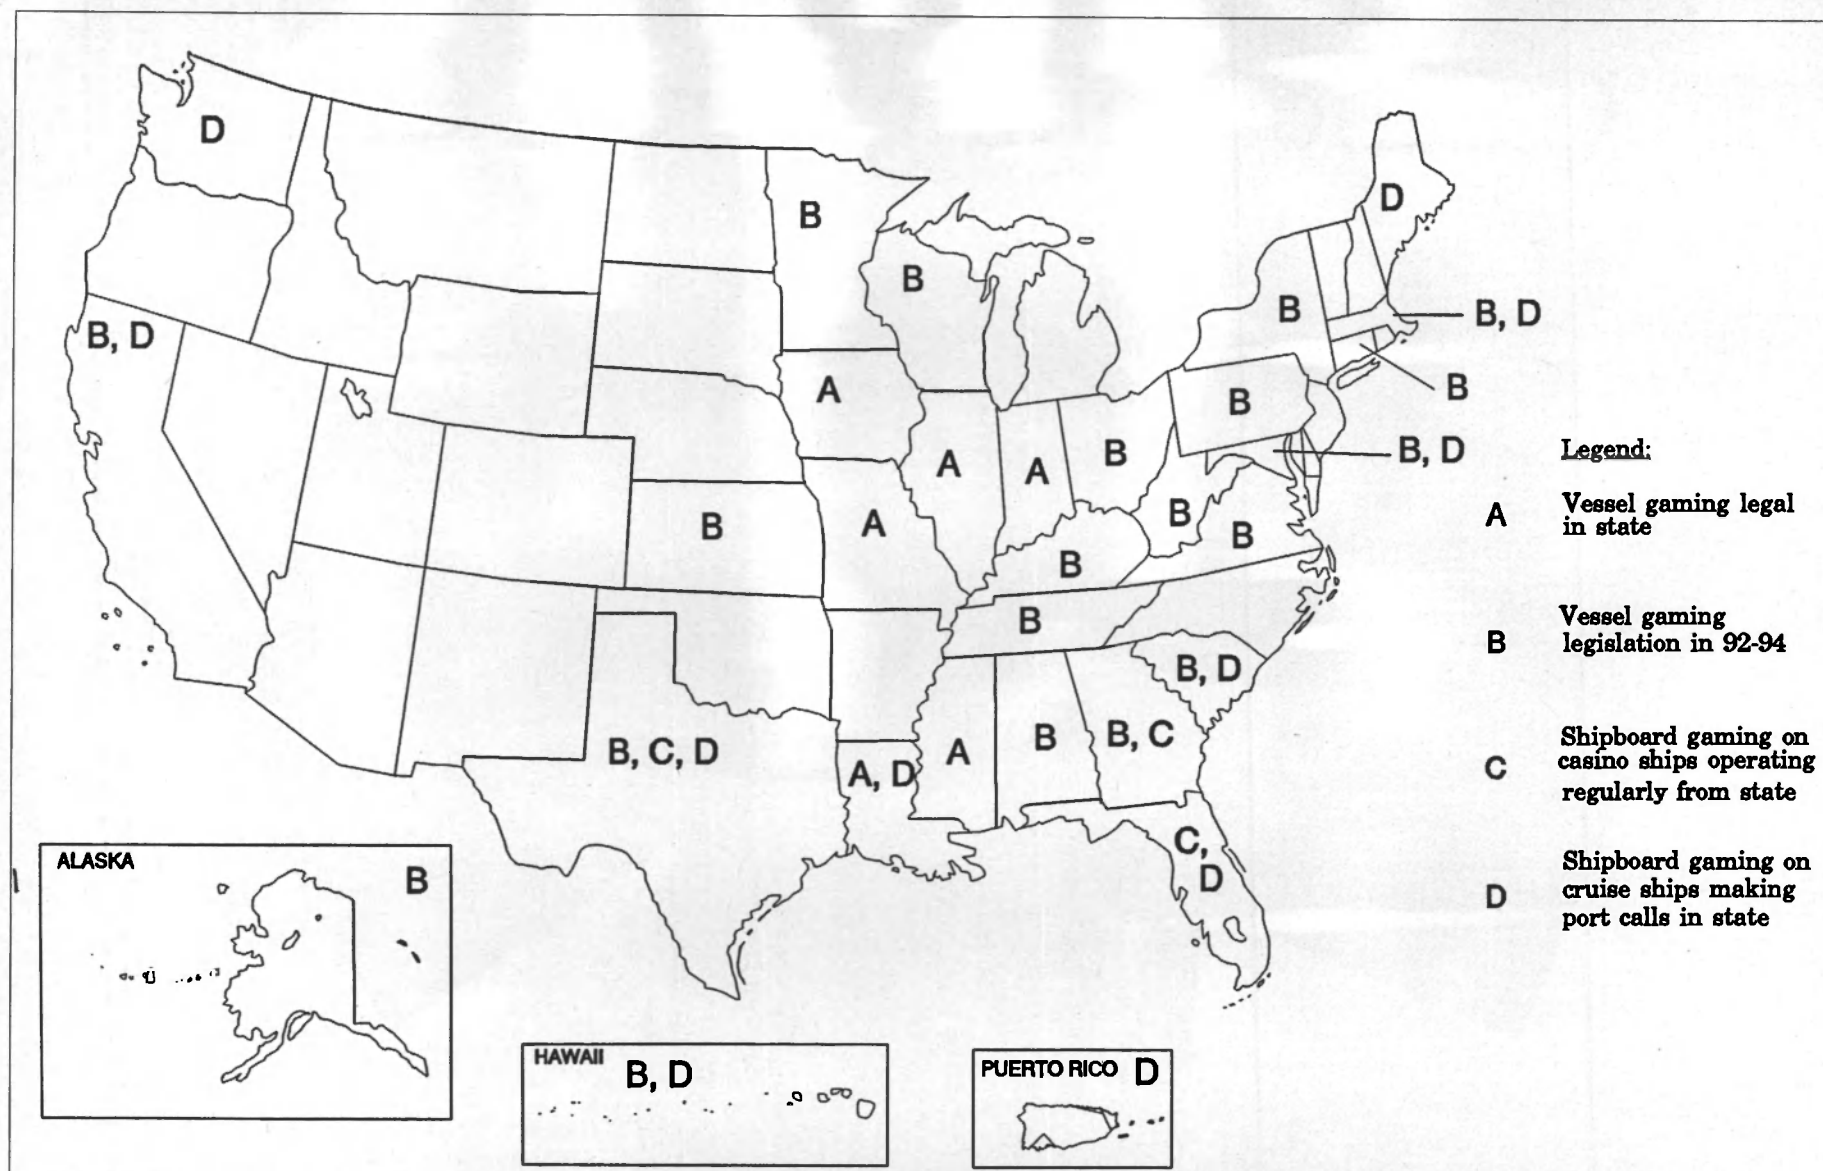 D
B
D
B
B
B, D
B, D
A
B
B
B, D
A
A
B
B
A
B
B
B
B
B
B, D
B, C, D
A, D
A
B
B, C
C,
D
Legend:
A
Vessel gaming legal
in state
B
Vessel gaming
legislation in 92-94
C
Shipboard gaming on
casino ships operating
regularly from state
D
Shipboard gaming on
cruise ships making
port calls in state
ALASKA
B
HAWAII
B, D
PUERTO RICO D